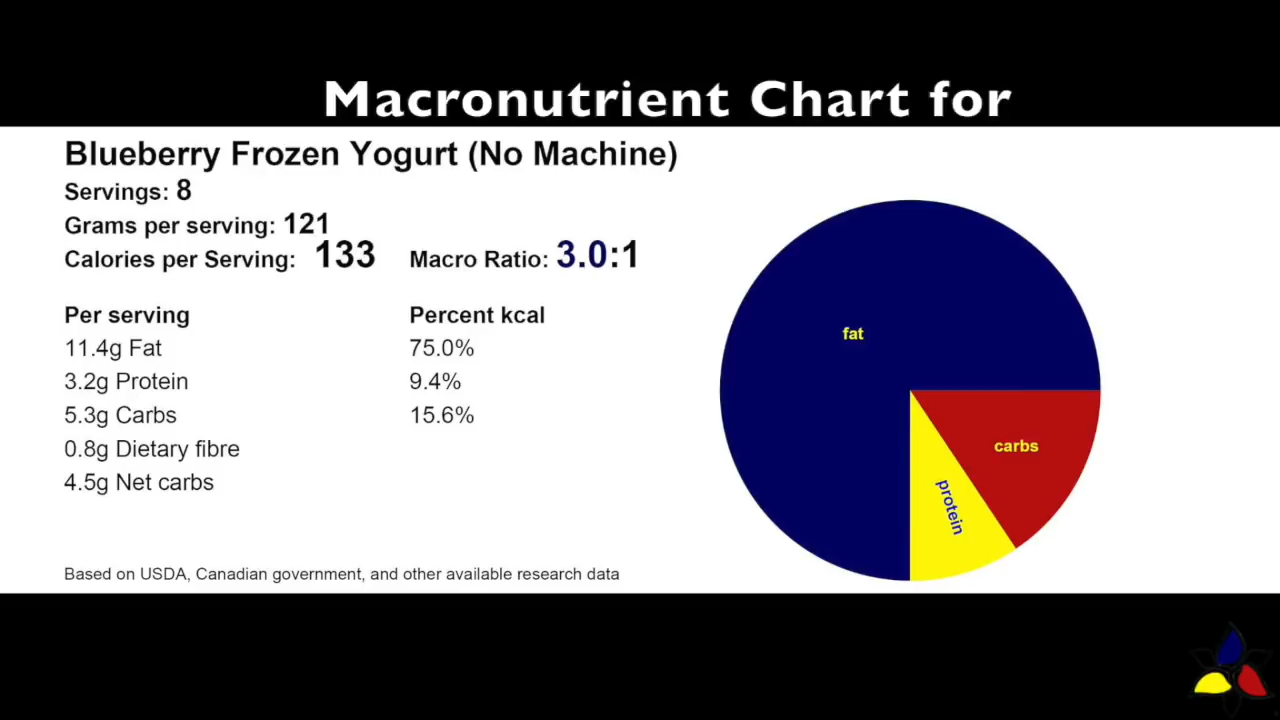 Macronutrient Chart for
Blueberry Frozen Yogurt (No Machine)
Servings: 8
Grams per serving: 121
Calories per Serving: 133 Macro Ratio: 3.0:1
Per serving Percent kcal
11.4g Fat 75.0%
3.2g Protein 9.4%
5.3g Carbs 15.6%
0.8g Dietary fibre
4.5g Net carbs
fat
carbs
protein
Based on USDA, Canadian government, and other available research data